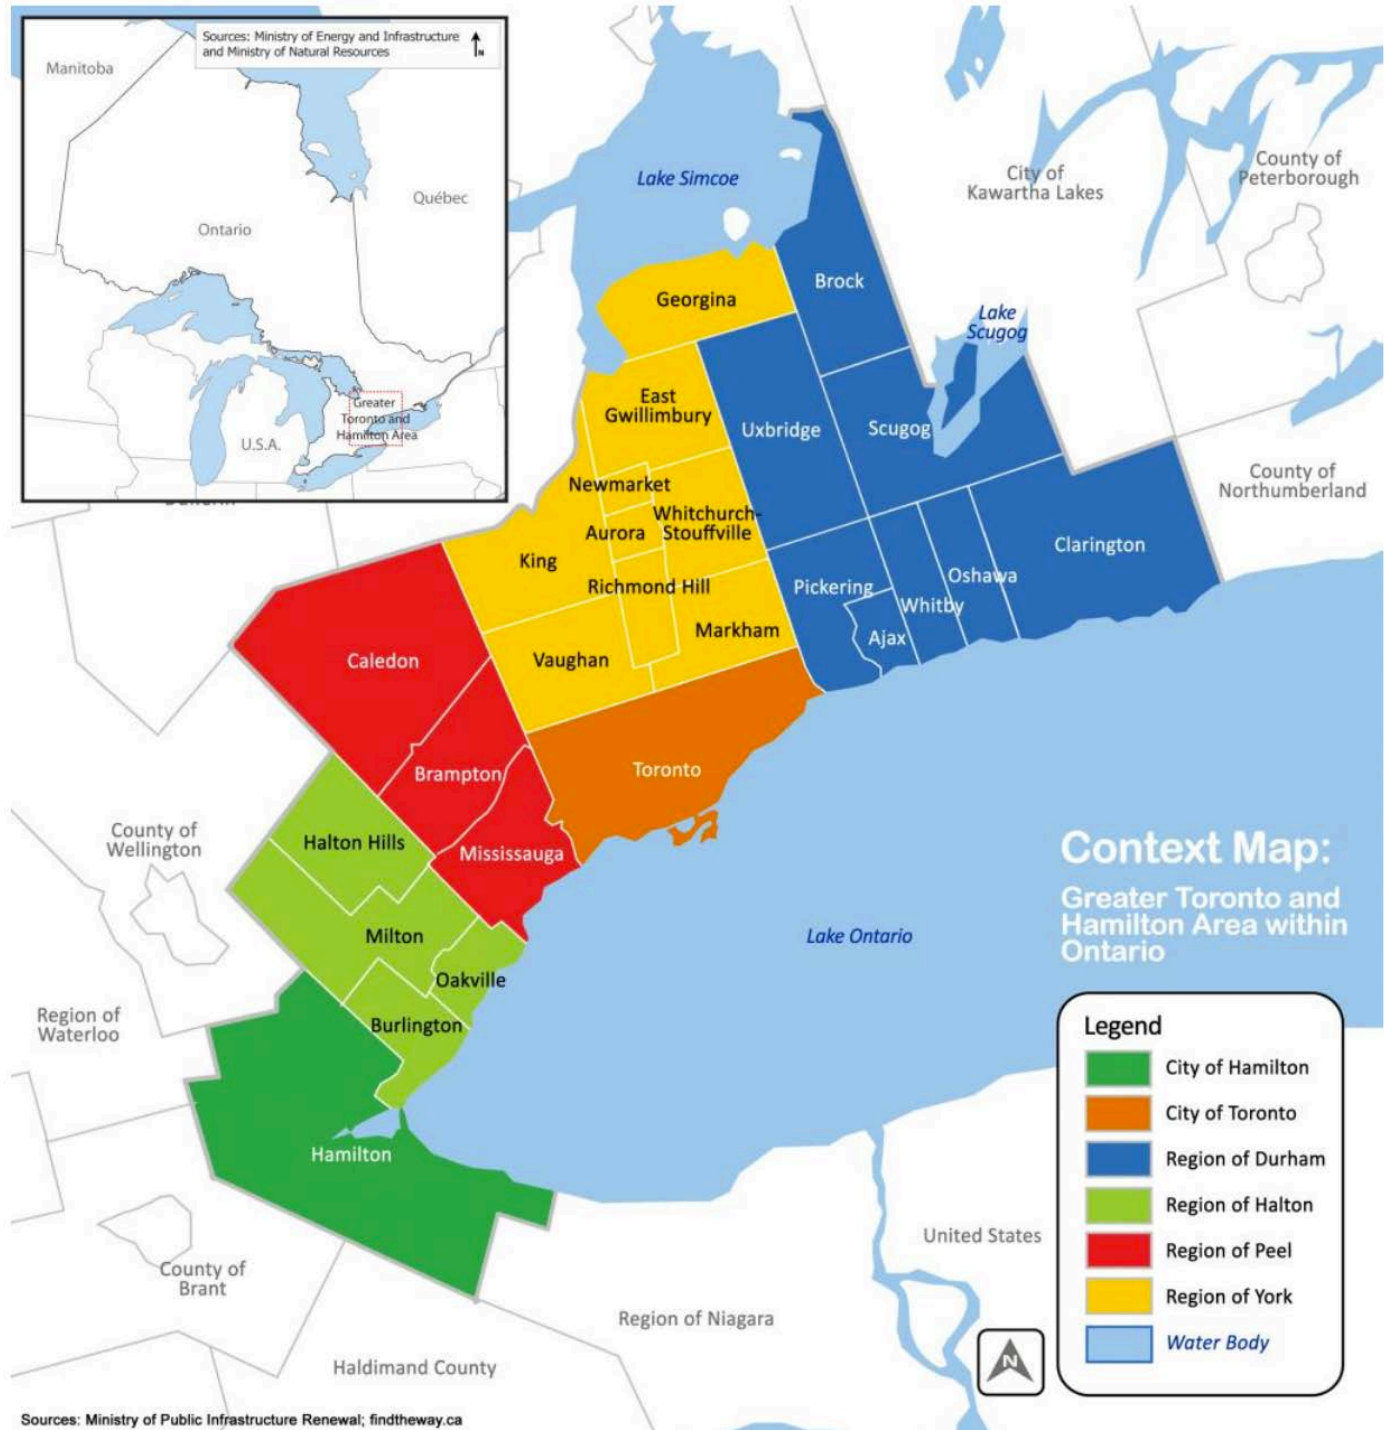 Sources: Ministry of Energy and Infrastructure
and Ministry of Natural Resources
N
Manitoba
Québec
Ontario
U.S.A.
Greater
Toronto and
Hamilton Area
Lake Simcoe
City of
Kawartha Lakes
County of
Peterborough
Brock
Georgina
Lake
Scugog
East
Gwillimbury
Uxbridge
Scugog
County of
Northumberland
Newmarket
Whitchurch-
Stouffville
Aurora
King
Clarington
Richmond Hill
Pickering
Oshawa
Whitby
Ajax
Markham
Vaughan
Caledon
Toronto
Brampton
Mississauga
County of
Wellington
Halton Hills
Milton
Oakville
Burlington
Lake Ontario
Context Map:
Greater Toronto and
Hamilton Area within
Ontario
Region of
Waterloo
Hamilton
County of
Brant
Haldimand County
Region of Niagara
United States
N
Legend
City of Hamilton
City of Toronto
Region of Durham
Region of Halton
Region of Peel
Region of York
Water Body
Sources: Ministry of Public Infrastructure Renewal; findtheway.ca